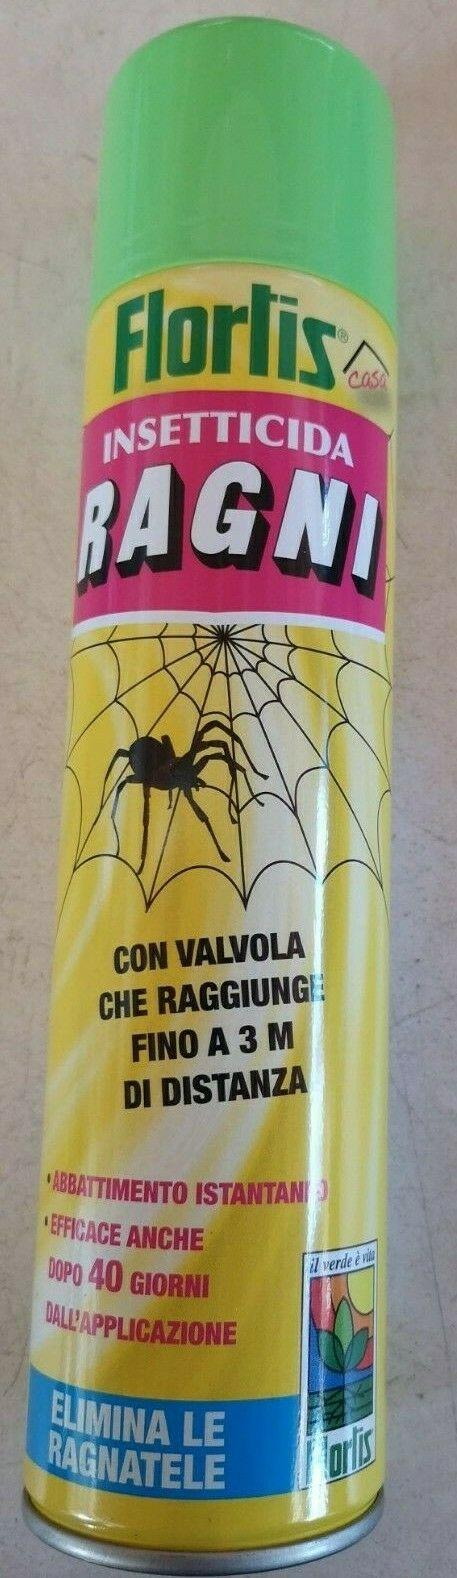 Flortis®
casa
INSETTICIDA
RAGNI
CON VALVOLA
CHE RAGGIUNGE
FINO A 3 M
DI DISTANZA
• ABBATTIMENTO ISTANTANEO
• EFFICACE ANCHE
DOPO 40 GIORNI
DALL'APPLICAZIONE
il verde è vita
Flortis
ELIMINA LE
RAGNATELE